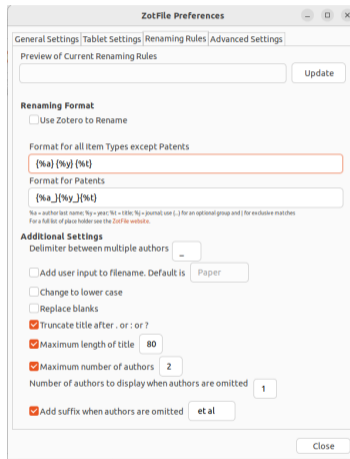 ZotFile Preferences
General Settings Tablet Settings Renaming Rules Advanced Settings
Preview of Current Renaming Rules
Update
Renaming Format
Use Zotero to Rename
Format for all Item Types except Patents
{%a} {%y} {%t}
Format for Patents
{%a_}{%y_}{%t}
%a = author last name; %y = year; %t = title; %j = journal; use {..} for an optional group and | for exclusive matches
For a full list of place holder see the ZotFile website.
Additional Settings
Delimiter between multiple authors _
Add user input to filename. Default is Paper
Change to lower case
Replace blanks
Truncate title after . or : or ?
Maximum length of title 80
Maximum number of authors 2
Number of authors to display when authors are omitted 1
Add suffix when authors are omitted et al
Close